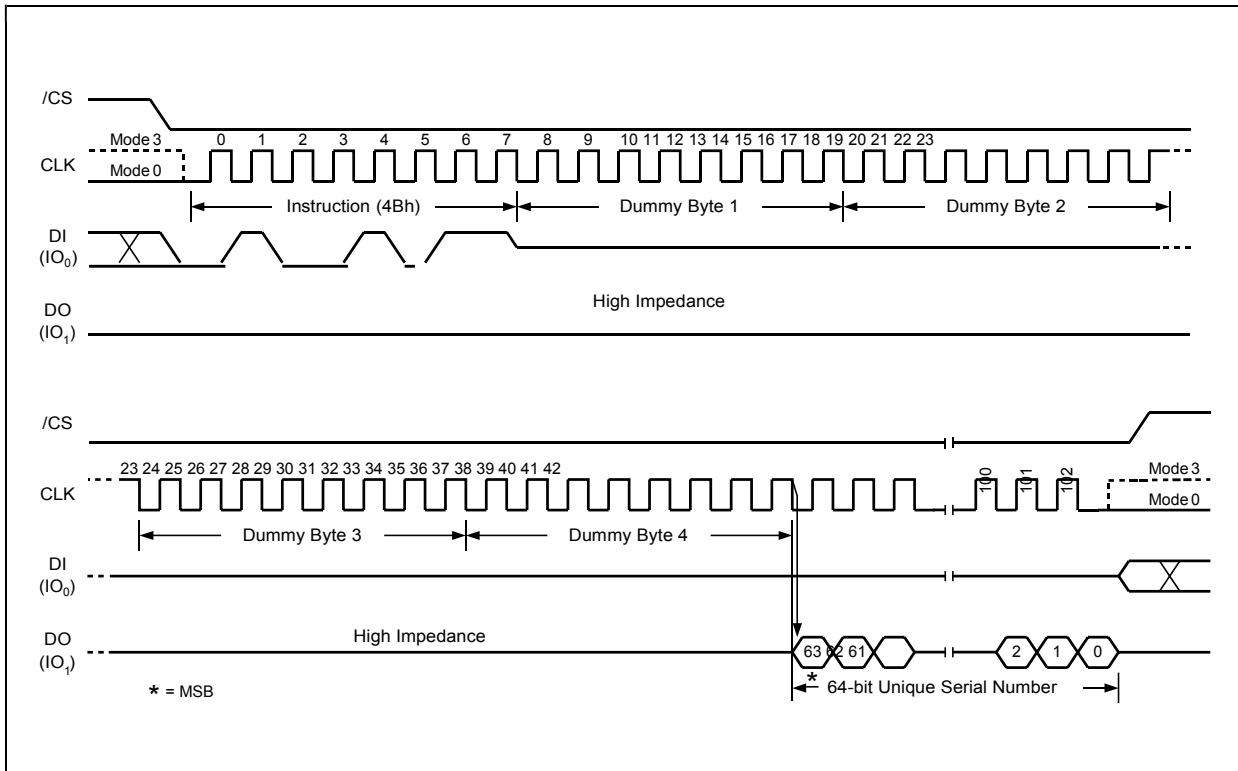 /CS
Mode 3 0 1 2 3 4 5 6 7 8 9 10 11 12 13 14 15 16 17 18 19 20 21 22 23
CLK
Mode 0
Instruction (4Bh) Dummy Byte 1 Dummy Byte 2
DI
(IO0)
High Impedance
DO
(IO1)
/CS
23 24 25 26 27 28 29 30 31 32 33 34 35 36 37 38 39 40 41 42 100 101 102 Mode 3
CLK
Mode 0
Dummy Byte 3 Dummy Byte 4
DI
(IO0)
High Impedance
DO
(IO1)
63 62 61 2 1 0
* = MSB
* 64-bit Unique Serial Number